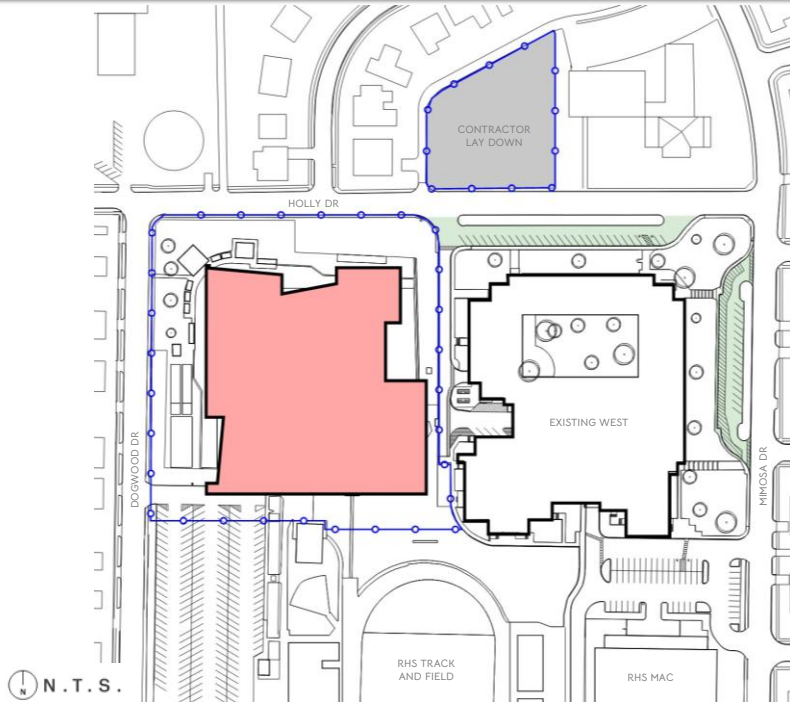 CONTRACTOR
LAY DOWN
HOLLY DR
EXISTING WEST
DOGWOOD DR
MIMOSA DR
RHS TRACK
AND FIELD
RHS MAC
N
N.T.S.